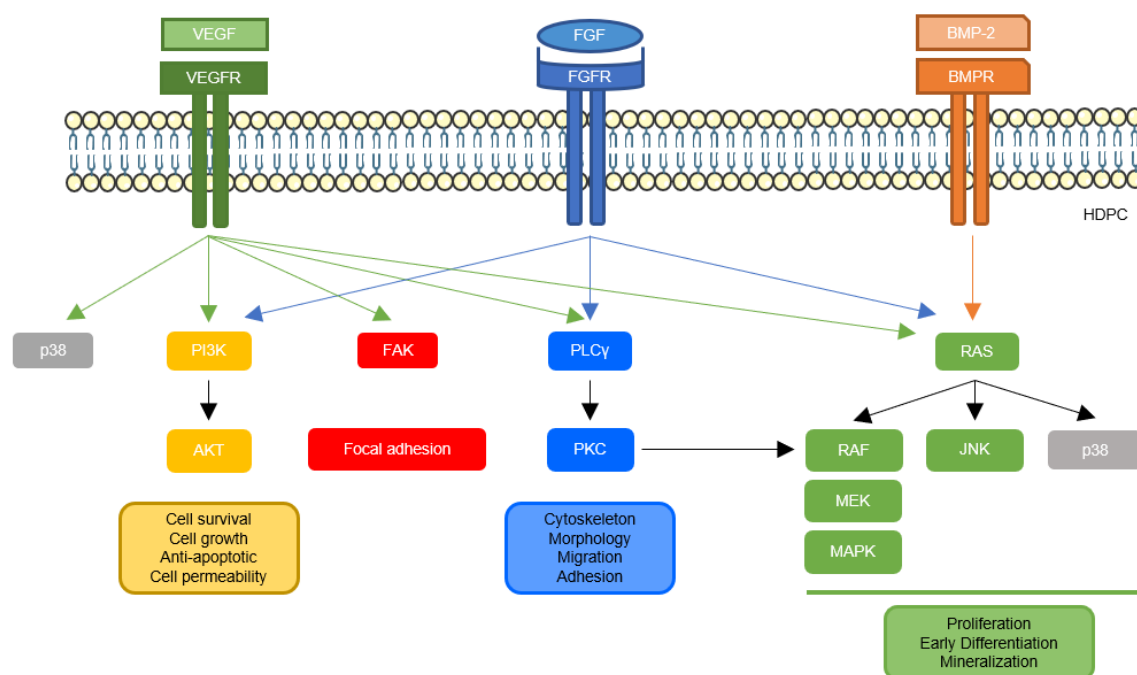 VEGF
FGF
BMP-2
VEGFR
FGFR
BMPR
HDPC
p38
PI3K
FAK
PLCγ
RAS
AKT
Focal adhesion
PKC
RAF
JNK
p38
MEK
MAPK
Cell survival
Cell growth
Anti-apoptotic
Cell permeability
Cytoskeleton
Morphology
Migration
Adhesion
Proliferation
Early Differentiation
Mineralization